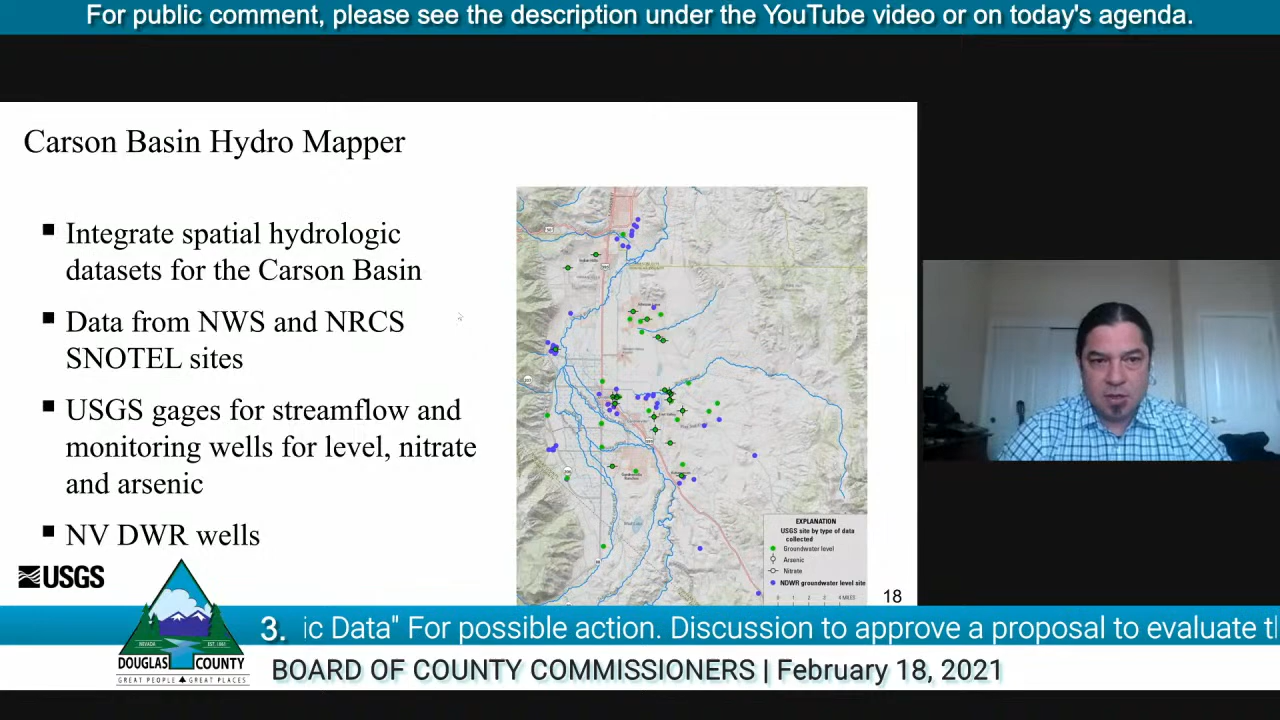 For public comment, please see the description under the YouTube video or on today's agenda.
Carson Basin Hydro Mapper
Integrate spatial hydrologic
datasets for the Carson Basin
Data from NWS and NRCS
SNOTEL sites
USGS gages for streamflow and
monitoring wells for level, nitrate
and arsenic
NV DWR wells
EXPLANATION
USGS site by type of data
collected
Groundwater level
Arsenic
Nitrate
NDWR groundwater level site
4 MILES
USGS
18
3. ic Data" For possible action. Discussion to approve a proposal to evaluate t
NEVADA
DOUGLAS COUNTY
GREAT PEOPLE GREAT PLACES
BOARD OF COUNTY COMMISSIONERS | February 18, 2021